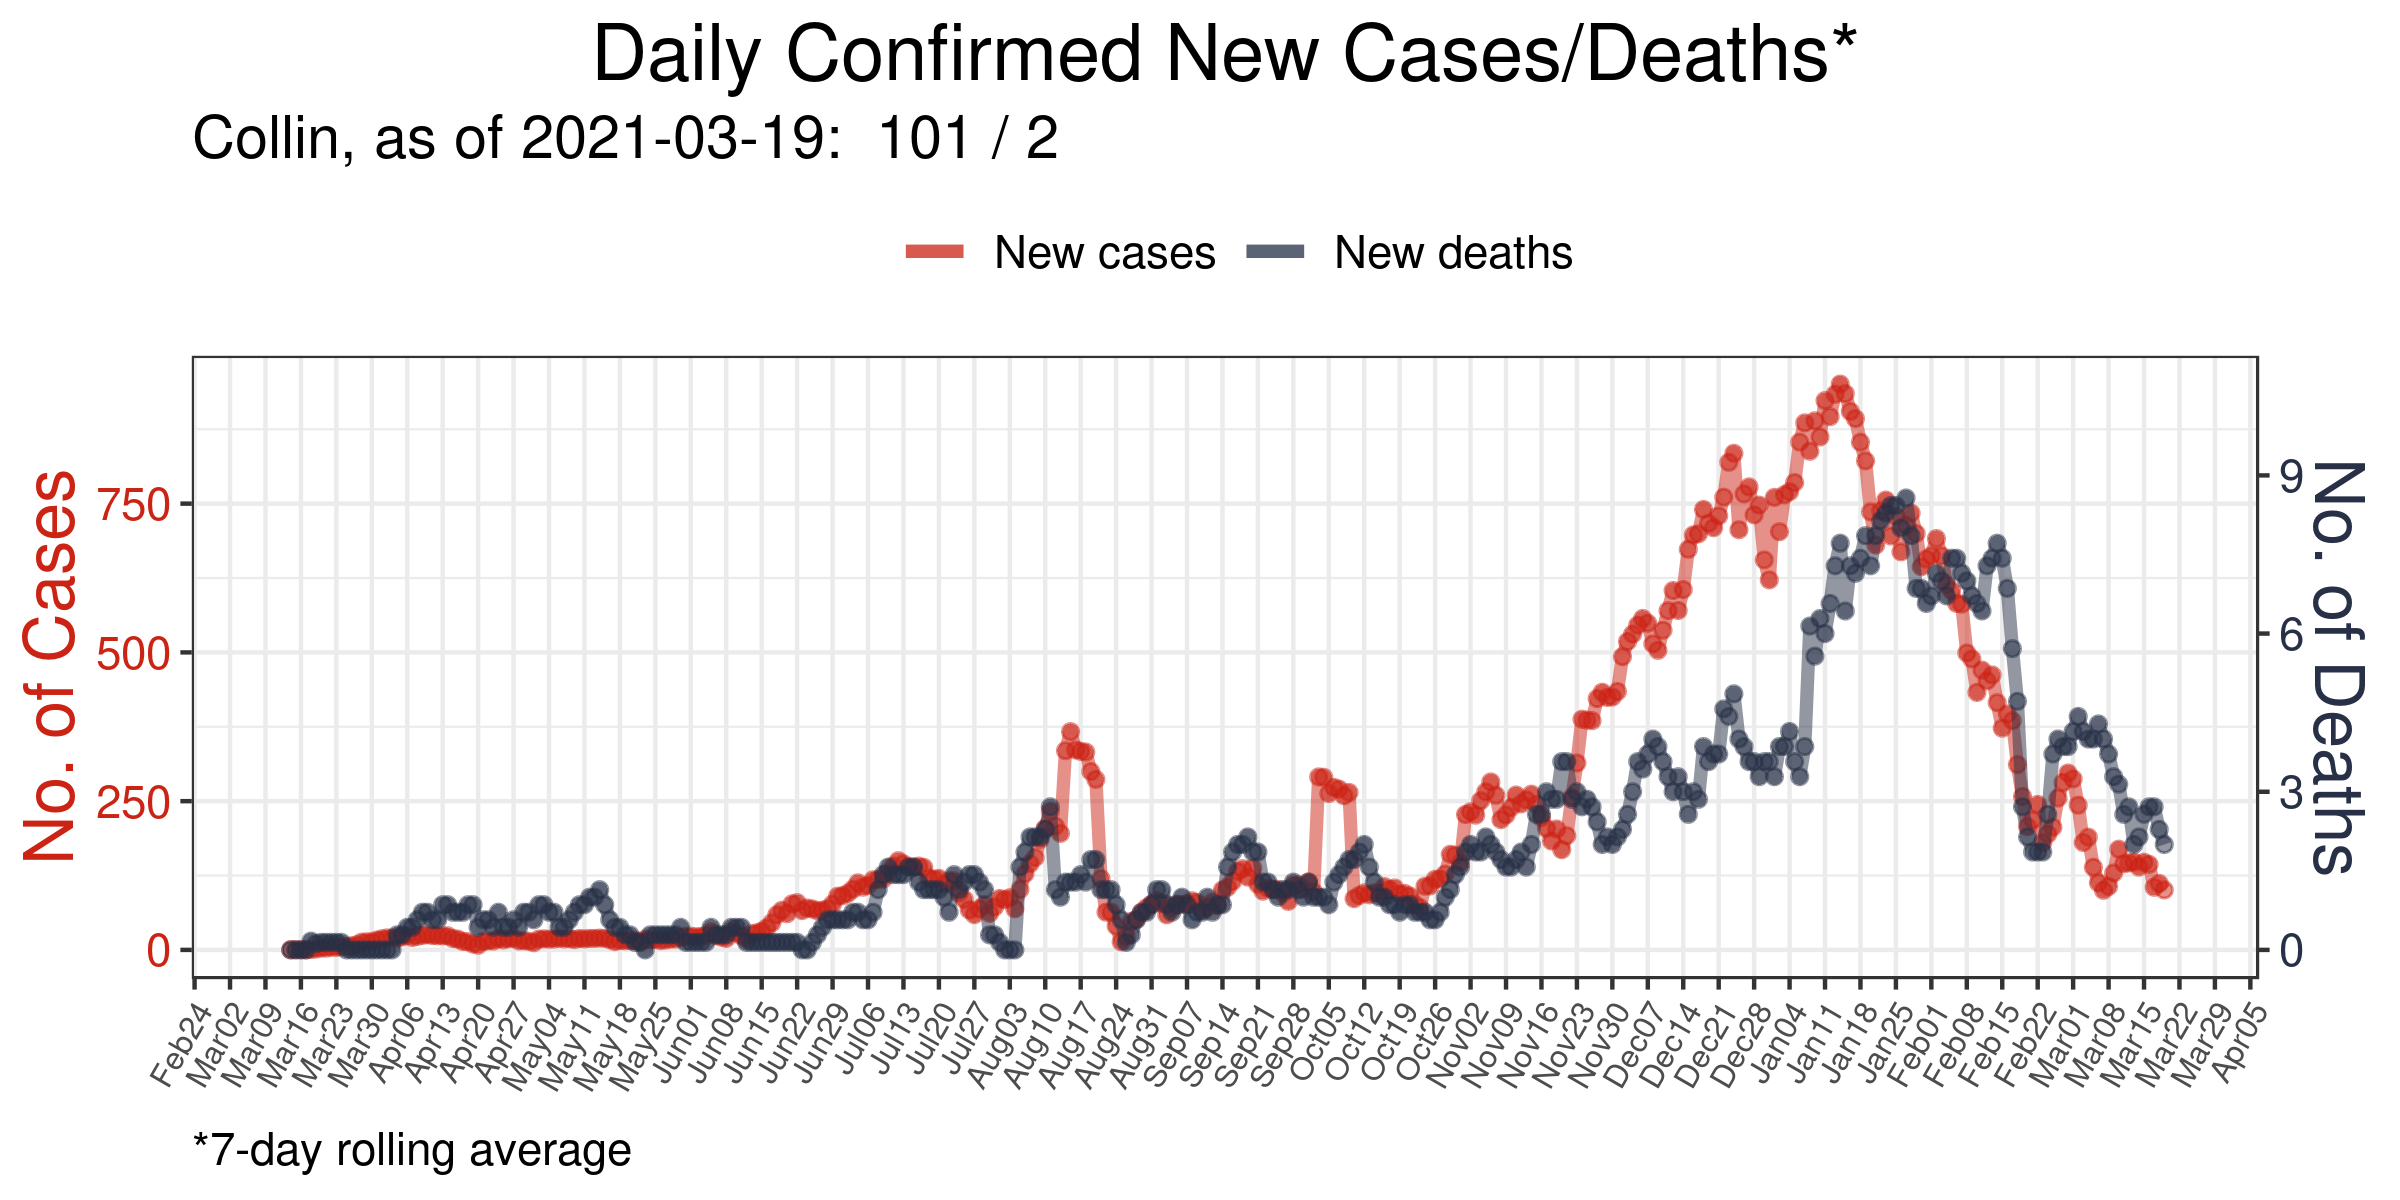 Daily Confirmed New Cases/Deaths*
Collin, as of 2021-03-19:  101 / 2
New cases
New deaths
No. of Cases
750
500
250
0
9
6
3
0
No. of Deaths
Feb24
Mar02
Mar09
Mar16
Mar23
Mar30
Apr06
Apr13
Apr20
Apr27
May04
May11
May18
May25
Jun01
Jun08
Jun15
Jun22
Jun29
Jul06
Jul13
Jul20
Jul27
Aug03
Aug10
Aug17
Aug24
Aug31
Sep07
Sep14
Sep21
Sep28
Oct05
Oct12
Oct19
Oct26
Nov02
Nov09
Nov16
Nov23
Nov30
Dec07
Dec14
Dec21
Dec28
Jan04
Jan11
Jan18
Jan25
Feb01
Feb08
Feb15
Feb22
Mar01
Mar08
Mar15
Mar22
Mar29
Apr05
*7-day rolling average